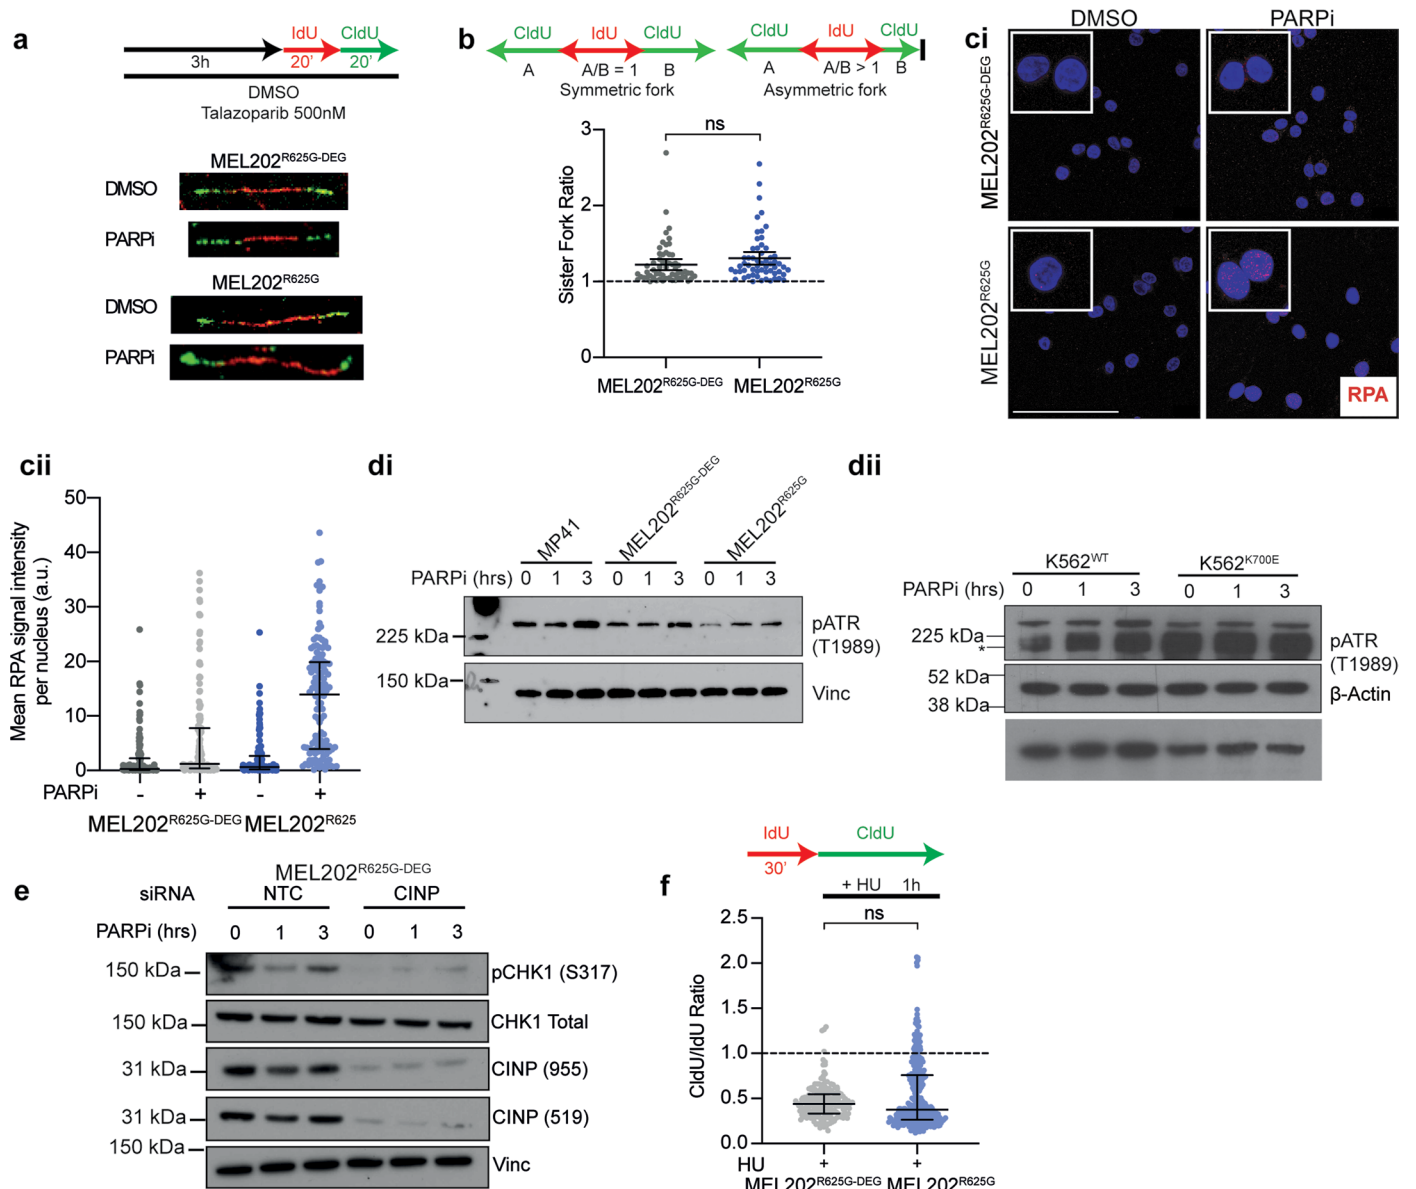 a
IdU
CldU
3h
20'
20'
DMSO
Talazoparib 500nM
MEL202R625G-DEG
DMSO
PARPi
MEL202R625G
DMSO
PARPi
b
CldU
IdU
CldU
A
A/B = 1
B
Symmetric fork
CldU
IdU
CldU
A
A/B > 1
B
Asymmetric fork
ns
Sister Fork Ratio
3
2
1
0
MEL202R625G-DEG
MEL202R625G
ci
DMSO
PARPi
MEL202R625G-DEG
MEL202R625G
RPA
cii
Mean RPA signal intensity
per nucleus (a.u.)
50
40
30
20
10
0
PARPi
-
+
-
+
MEL202R625G-DEG
MEL202R625
di
MP41
MEL202R625G-DEG
MEL202R625G
PARPi (hrs)
0
1
3
0
1
3
0
1
3
225 kDa
pATR
(T1989)
150 kDa
Vinc
dii
K562WT
K562K700E
PARPi (hrs)
0
1
3
0
1
3
225 kDa
*
pATR
(T1989)
52 kDa
38 kDa
β-Actin
e
MEL202R625G-DEG
siRNA
NTC
CINP
PARPi (hrs)
0
1
3
0
1
3
150 kDa
pCHK1 (S317)
150 kDa
CHK1 Total
31 kDa
CINP (955)
31 kDa
CINP (519)
150 kDa
Vinc
f
IdU
CldU
30'
+ HU
1h
ns
CldU/IdU Ratio
2.5
2.0
1.5
1.0
0.5
0.0
HU
+
+
MEL202R625G-DEG
MEL202R625G